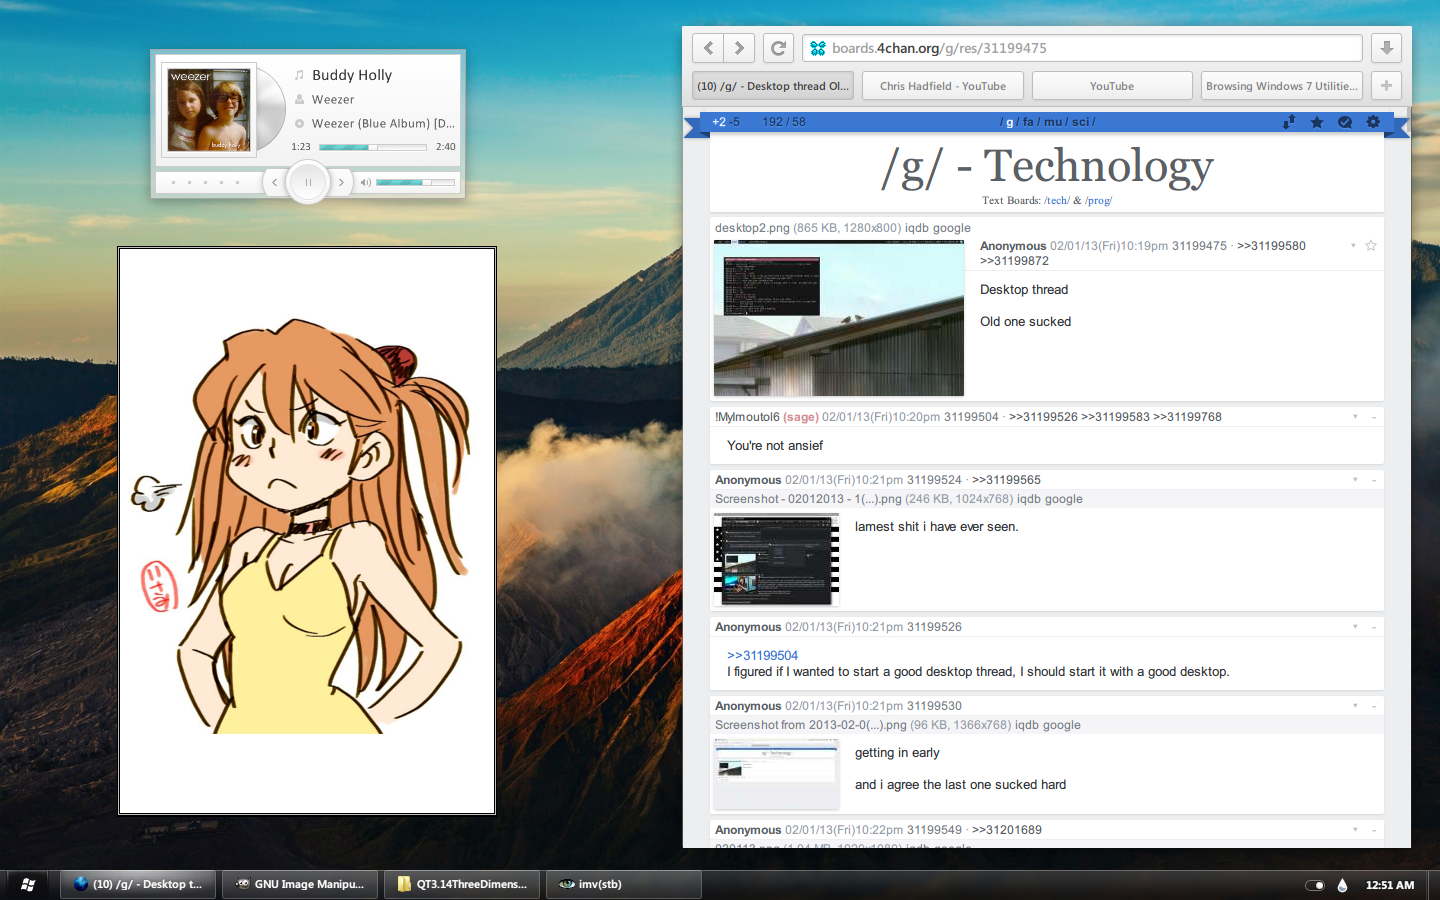 weezer
buddy holly
Buddy Holly
Weezer
Weezer (Blue Album) [D...
1:23
2:40
boards.4chan.org/g/res/31199475
(10) /g/ - Desktop thread Ol...
Chris Hadfield - YouTube
YouTube
Browsing Windows 7 Utilitie...
+2 -5
192 / 58
/ g / fa / mu / sci /
/g/ - Technology
Text Boards: /tech/ & /prog/
desktop2.png (865 KB, 1280x800) iqdb google
Anonymous 02/01/13(Fri)10:19pm 31199475 · >>31199580
>>31199872
Desktop thread
Old one sucked
!MyImoutoI6 (sage) 02/01/13(Fri)10:20pm 31199504 · >>31199526 >>31199583 >>31199768
You're not ansief
Anonymous 02/01/13(Fri)10:21pm 31199524 · >>31199565
Screenshot - 02012013 - 1(...).png (246 KB, 1024x768) iqdb google
lamest shit i have ever seen.
Anonymous 02/01/13(Fri)10:21pm 31199526
>>31199504
I figured if I wanted to start a good desktop thread, I should start it with a good desktop.
Anonymous 02/01/13(Fri)10:21pm 31199530
Screenshot from 2013-02-0(...).png (96 KB, 1366x768) iqdb google
/g/ - Technology
getting in early
and i agree the last one sucked hard
Anonymous 02/01/13(Fri)10:22pm 31199549 · >>31201689
(10) /g/ - Desktop t...
GNU Image Manipu...
QT3.14ThreeDimens...
imv(stb)
12:51 AM